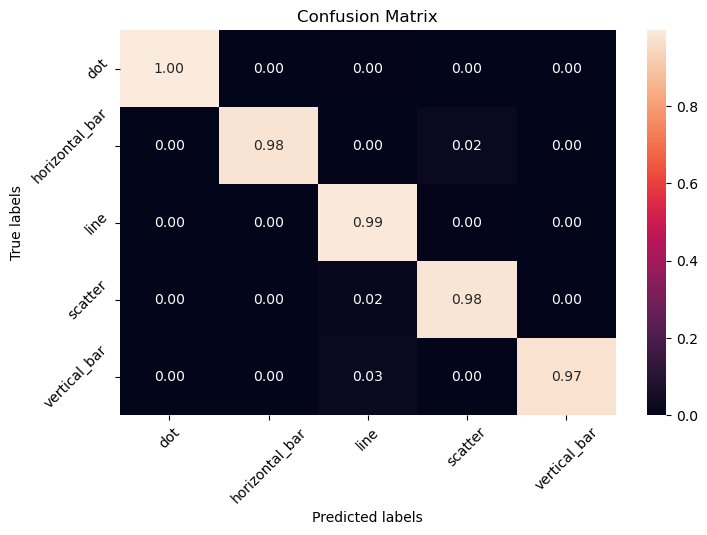 Confusion Matrix
True labels
dot 1.00 0.00 0.00 0.00 0.00
horizontal_bar 0.00 0.98 0.00 0.02 0.00
line 0.00 0.00 0.99 0.00 0.00
scatter 0.00 0.00 0.02 0.98 0.00
vertical_bar 0.00 0.00 0.03 0.00 0.97
dot horizontal_bar line scatter vertical_bar
Predicted labels
0.8
0.6
0.4
0.2
0.0